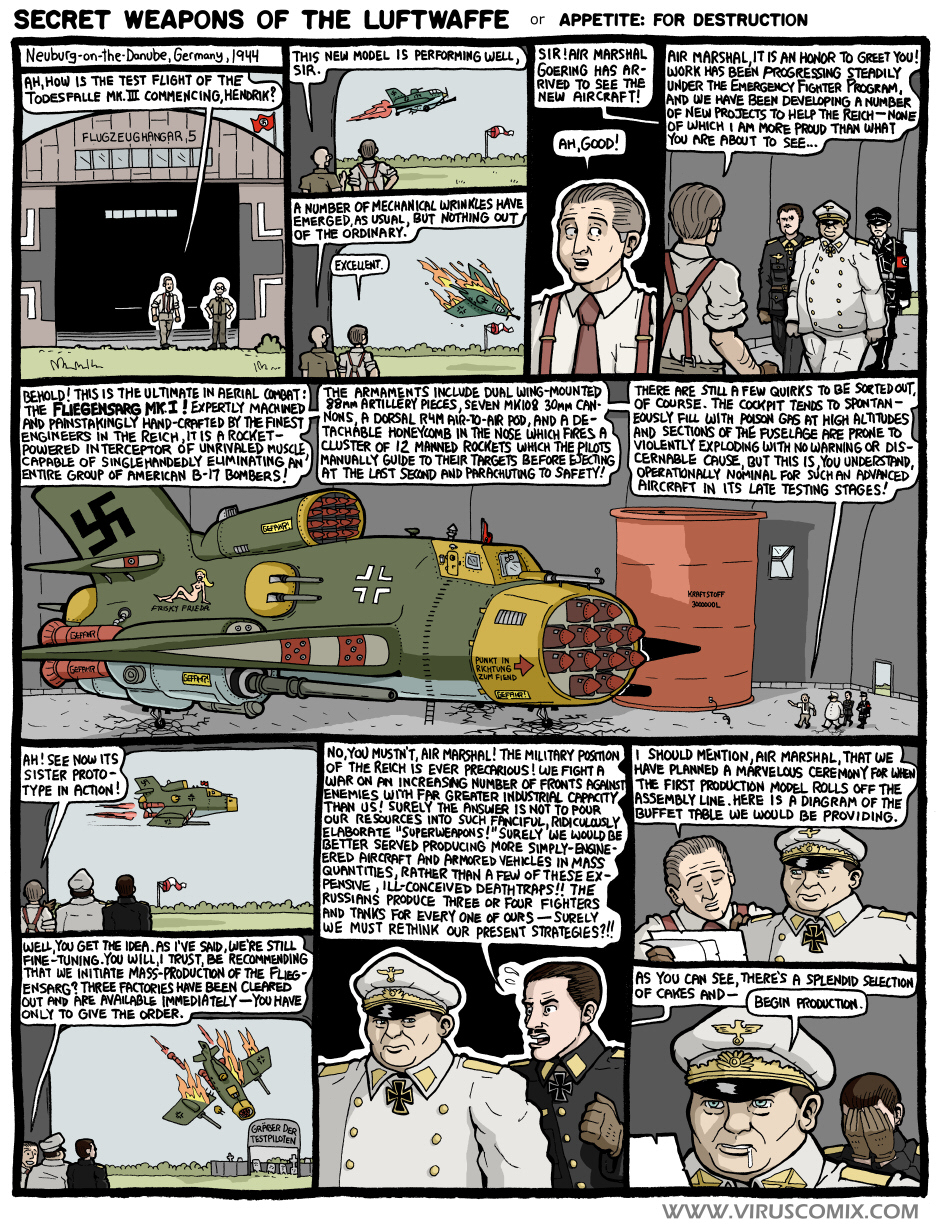 SECRET WEAPONS OF THE LUFTWAFFE or APPETITE: FOR DESTRUCTION
Neuburg-on-the-Danube, Germany, 1944
AH, HOW IS THE TEST FLIGHT OF THE
TODESFALLE MK. III COMMENCING, HENDRIK?
FLUGZEUGHANGAR, 5
THIS NEW MODEL IS PERFORMING WELL,
SIR.
A NUMBER OF MECHANICAL WRINKLES HAVE
EMERGED, AS USUAL, BUT NOTHING OUT
OF THE ORDINARY.
EXCELLENT.
SIR! AIR MARSHAL
GOERING HAS AR-
RIVED TO SEE THE
NEW AIRCRAFT!
AH, GOOD!
AIR MARSHAL, IT IS AN HONOR TO GREET YOU!
WORK HAS BEEN PROGRESSING STEADILY
UNDER THE EMERGENCY FIGHTER PROGRAM,
AND WE HAVE BEEN DEVELOPING A NUMBER
OF NEW PROJECTS TO HELP THE REICH—NONE
OF WHICH I AM MORE PROUD THAN WHAT
YOU ARE ABOUT TO SEE...
BEHOLD! THIS IS THE ULTIMATE IN AERIAL COMBAT:
THE FLIEGENSARG MK.I! EXPERTLY MACHINED
AND PAINSTAKINGLY HAND-CRAFTED BY THE FINEST
ENGINEERS IN THE REICH, IT IS A ROCKET-
POWERED INTERCEPTOR OF UNRIVALED MUSCLE,
CAPABLE OF SINGLEHANDEDLY ELIMINATING AN
ENTIRE GROUP OF AMERICAN B-17 BOMBERS!
THE ARMAMENTS INCLUDE DUAL WING-MOUNTED
88mm ARTILLERY PIECES, SEVEN MK108 30mm CAN-
NONS, A DORSAL R4M AIR-TO-AIR POD, AND A DE-
TACHABLE HONEYCOMB IN THE NOSE WHICH FIRES A
CLUSTER OF 12 MANNED ROCKETS WHICH THE PILOTS
MANUALLY GUIDE TO THEIR TARGETS BEFORE EJECTING
AT THE LAST SECOND AND PARACHUTING TO SAFETY!
THERE ARE STILL A FEW QUIRKS TO BE SORTED OUT,
OF COURSE. THE COCKPIT TENDS TO SPONTAN-
EOUSLY FILL WITH POISON GAS AT HIGH ALTITUDES
AND SECTIONS OF THE FUSELAGE ARE PRONE TO
VIOLENTLY EXPLODING WITH NO WARNING OR DIS-
CERNABLE CAUSE, BUT THIS IS, YOU UNDERSTAND,
OPERATIONALLY NOMINAL FOR SUCH AN ADVANCED
AIRCRAFT IN ITS LATE TESTING STAGES!
GEFAHR!
FRISKY FRIEDA
GEFAHR
GEFAHR
GEFAHR!
PUNKT IN
RICHTUNG
ZUM FIEND
GEFAHR!
KRAFTSTOFF
3000000L
AH! SEE NOW ITS
SISTER PROTO-
TYPE IN ACTION!
WELL, YOU GET THE IDEA. AS I'VE SAID, WE'RE STILL
FINE-TUNING. YOU WILL, I TRUST, BE RECOMMENDING
THAT WE INITIATE MASS-PRODUCTION OF THE FLIEG-
ENSARG? THREE FACTORIES HAVE BEEN CLEARED
OUT AND ARE AVAILABLE IMMEDIATELY—YOU HAVE
ONLY TO GIVE THE ORDER.
GRÄBER DER
TESTPILOTEN
NO, YOU MUSTN'T, AIR MARSHAL! THE MILITARY POSITION
OF THE REICH IS EVER PRECARIOUS! WE FIGHT A
WAR ON AN INCREASING NUMBER OF FRONTS AGAINST
ENEMIES WITH FAR GREATER INDUSTRIAL CAPACITY
THAN US! SURELY THE ANSWER IS NOT TO POUR
OUR RESOURCES INTO SUCH FANCIFUL, RIDICULOUSLY
ELABORATE "SUPERWEAPONS!" SURELY WE WOULD BE
BETTER SERVED PRODUCING MORE SIMPLY-ENGINE-
ERED AIRCRAFT AND ARMORED VEHICLES IN MASS
QUANTITIES, RATHER THAN A FEW OF THESE EX-
PENSIVE, ILL-CONCEIVED DEATHTRAPS!! THE
RUSSIANS PRODUCE THREE OR FOUR FIGHTERS
AND TANKS FOR EVERY ONE OF OURS — SURELY
WE MUST RETHINK OUR PRESENT STRATEGIES?!!
I SHOULD MENTION, AIR MARSHAL, THAT WE
HAVE PLANNED A MARVELOUS CEREMONY FOR WHEN
THE FIRST PRODUCTION MODEL ROLLS OFF THE
ASSEMBLY LINE. HERE IS A DIAGRAM OF THE
BUFFET TABLE WE WOULD BE PROVIDING.
AS YOU CAN SEE, THERE'S A SPLENDID SELECTION
OF CAKES AND—
BEGIN PRODUCTION.
WWW.VIRUSCOMIX.COM